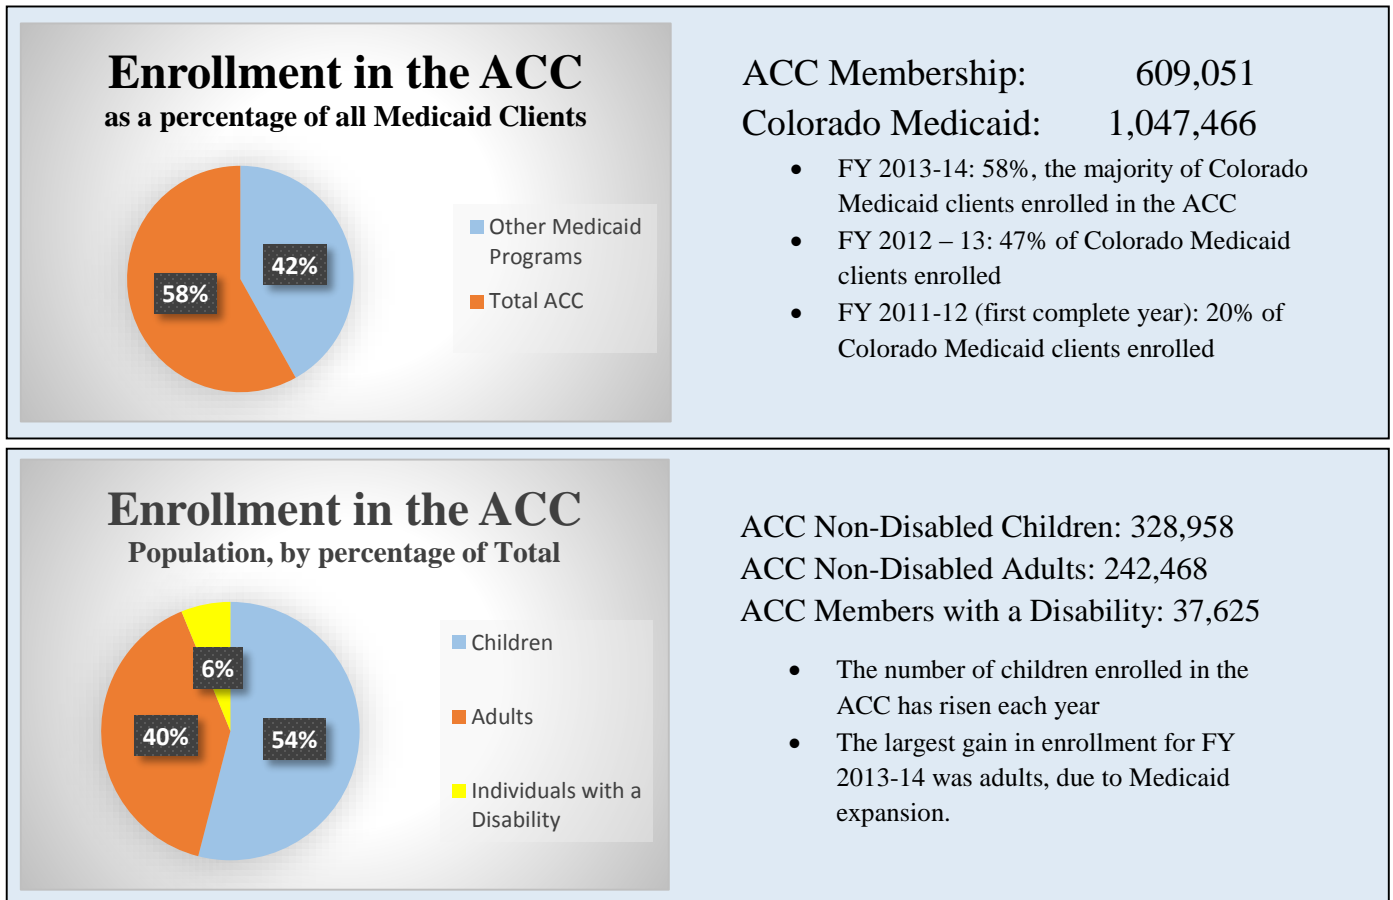 Enrollment in the ACC
as a percentage of all Medicaid Clients
42%
58%
Other Medicaid
Programs
Total ACC
ACC Membership: 609,051
Colorado Medicaid: 1,047,466
• FY 2013-14: 58%, the majority of Colorado
Medicaid clients enrolled in the ACC
• FY 2012 – 13: 47% of Colorado Medicaid
clients enrolled
• FY 2011-12 (first complete year): 20% of
Colorado Medicaid clients enrolled
Enrollment in the ACC
Population, by percentage of Total
6%
40%
54%
Children
Adults
Individuals with a
Disability
ACC Non-Disabled Children: 328,958
ACC Non-Disabled Adults: 242,468
ACC Members with a Disability: 37,625
• The number of children enrolled in the
ACC has risen each year
• The largest gain in enrollment for FY
2013-14 was adults, due to Medicaid
expansion.